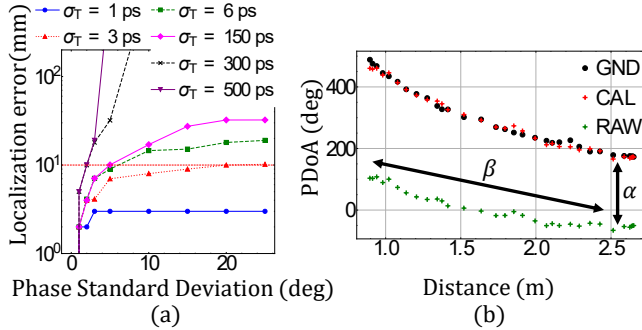 σT = 1 ps
σT = 6 ps
σT = 3 ps
σT = 150 ps
σT = 300 ps
σT = 500 ps
Localization error(mm)
10²
10¹
10⁰
0
10
20
Phase Standard Deviation (deg)
(a)
PDoA (deg)
400
200
0
GND
CAL
RAW
β
α
1.0
1.5
2.0
2.5
Distance (m)
(b)